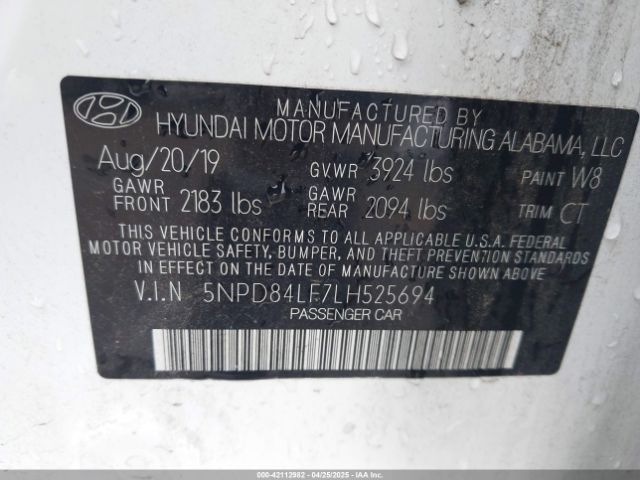 MANUFACTURED BY
HYUNDAI MOTOR MANUFACTURING ALABAMA, LLC
Aug/20/19 GVWR 3924 lbs PAINT W8
GAWR FRONT 2183 lbs GAWR REAR 2094 lbs TRIM CT
THIS VEHICLE CONFORMS TO ALL APPLICABLE U.S.A. FEDERAL
MOTOR VEHICLE SAFETY, BUMPER, AND THEFT PREVENTION STANDARDS
IN EFFECT ON THE DATE OF MANUFACTURE SHOWN ABOVE.
V.I.N 5NPD84LF7LH525694
PASSENGER CAR
000-42112982 - 04/25/2025 - IAAI.COM